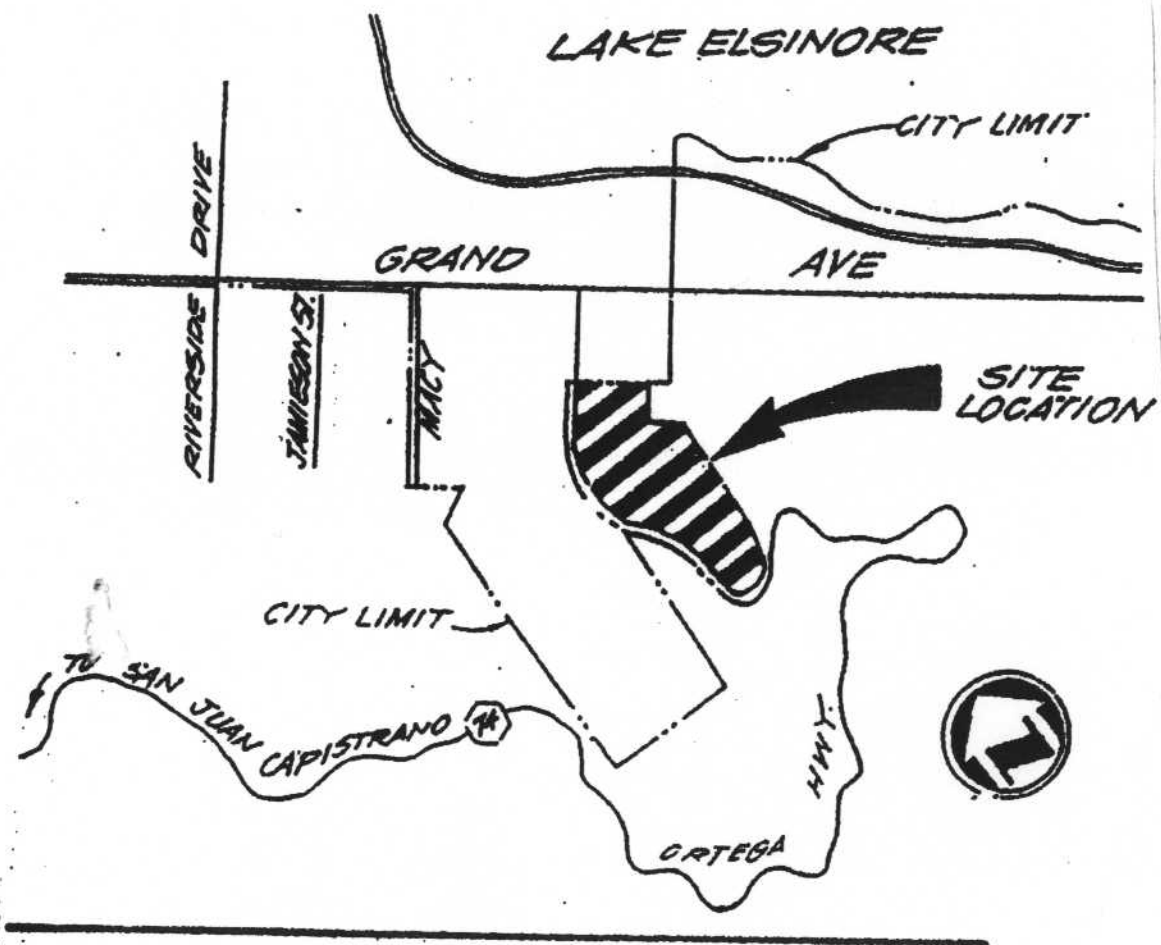 LAKE ELSINORE
CITY LIMIT
RIVERSIDE DRIVE
GRAND AVE
JAMIESON ST.
MACY
SITE
LOCATION
CITY LIMIT
TO SAN JUAN CAPISTRANO
74
HWY.
ORTEGA